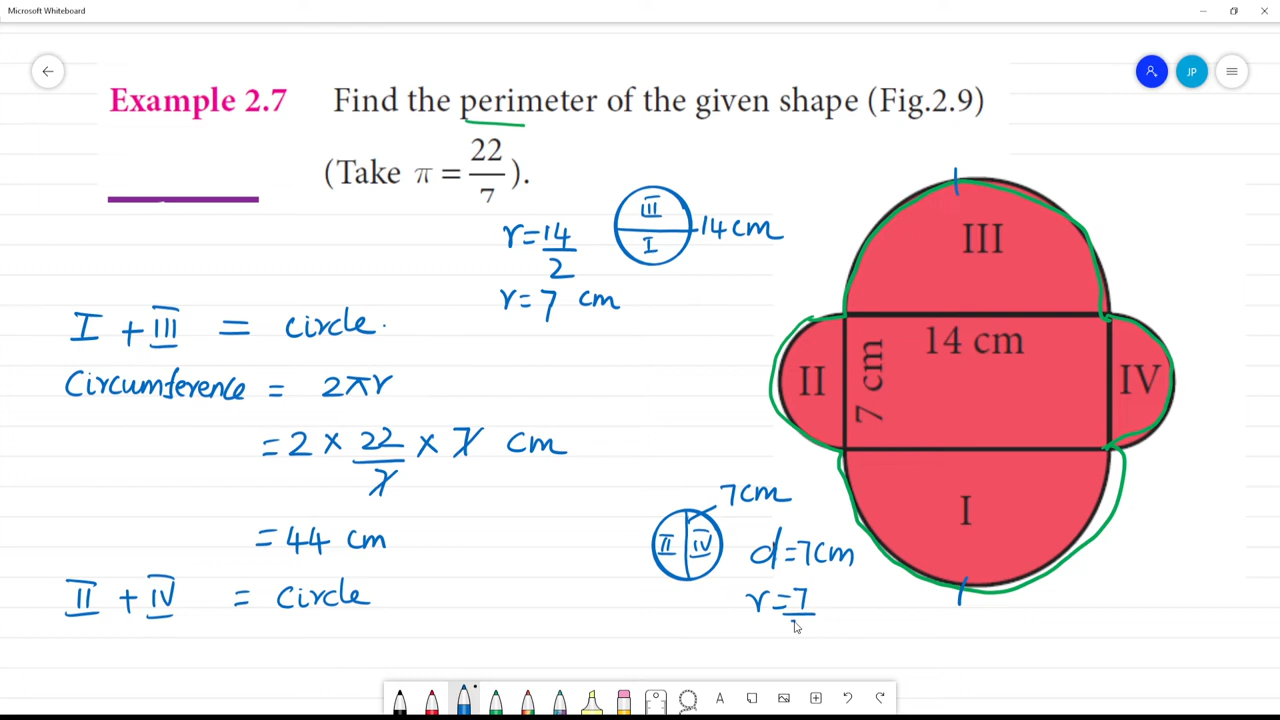 Microsoft Whiteboard
JP
Example 2.7 Find the perimeter of the given shape (Fig.2.9)
(Take π = 22/7).
r = 14/2
r = 7 cm
III
I
14 cm
I + III = circle.
Circumference = 2πr
= 2 × 22/7 × 7 cm
= 44 cm
II + IV = circle
7cm
II IV
d = 7cm
r = 7
III
14 cm
7 cm
II
IV
I
A